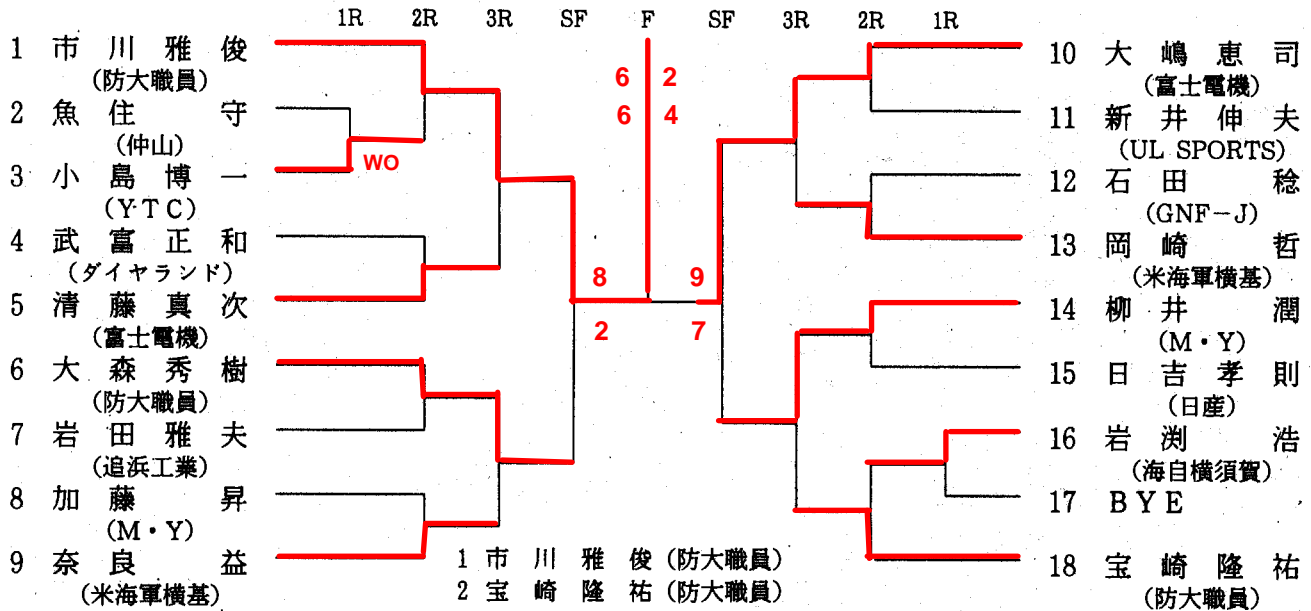 1R 2R 3R SF F SF 3R 2R 1R
1 市川雅俊
(防大職員)
2 魚住守
(仲山)
3 小島博一
(YTC)
4 武富正和
(ダイヤランド)
5 清藤真次
(富士電機)
6 大森秀樹
(防大職員)
7 岩田雅夫
(追浜工業)
8 加藤昇
(M・Y)
9 奈良益
(米海軍横基)
WO
8
2
6 2
6 4
9
7
10 大嶋恵司
(富士電機)
11 新井伸夫
(UL SPORTS)
12 石田稔
(GNF-J)
13 岡崎哲
(米海軍横基)
14 柳井潤
(M・Y)
15 日吉孝則
(日産)
16 岩渕浩
(海自横須賀)
17 BYE
18 宝崎隆祐
(防大職員)
1 市川雅俊(防大職員)
2 宝崎隆祐(防大職員)